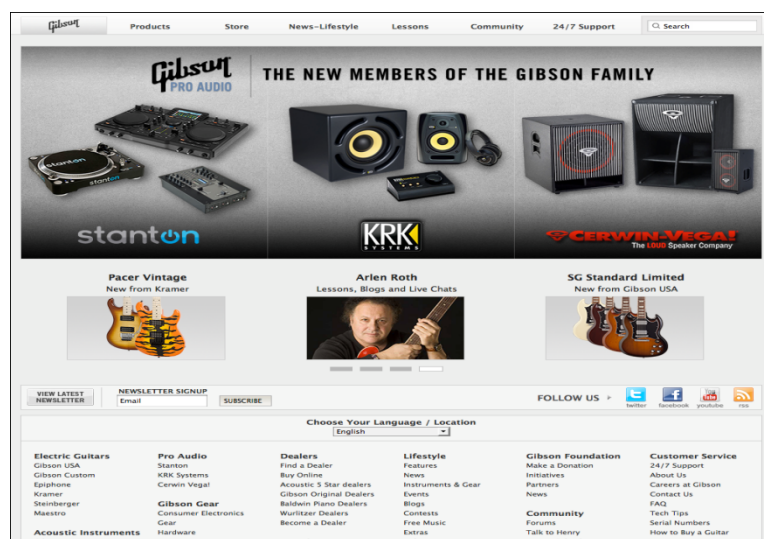 Gibson
Products
Store
News-Lifestyle
Lessons
Community
24/7 Support
Search
Gibson
PRO AUDIO
THE NEW MEMBERS OF THE GIBSON FAMILY
stanton
stanton
stanton
KRK
SYSTEMS
CERWIN-VEGA!
The LOUD Speaker Company
Pacer Vintage
New from Kramer
Arlen Roth
Lessons, Blogs and Live Chats
SG Standard Limited
New from Gibson USA
VIEW LATEST
NEWSLETTER
NEWSLETTER SIGNUP
Email
SUBSCRIBE
FOLLOW US
twitter
facebook
youtube
rss
Choose Your Language / Location
English
Electric Guitars
Gibson USA
Gibson Custom
Epiphone
Kramer
Steinberger
Maestro
Acoustic Instruments
Pro Audio
Stanton
KRK Systems
Cerwin Vega!
Gibson Gear
Consumer Electronics
Gear
Hardware
Dealers
Find a Dealer
Buy Online
Acoustic 5 Star dealers
Gibson Original Dealers
Baldwin Piano Dealers
Wurlitzer Dealers
Become a Dealer
Lifestyle
Features
News
Instruments & Gear
Events
Blogs
Contests
Free Music
Extras
Gibson Foundation
Make a Donation
Initiatives
Partners
News
Community
Forums
Talk to Henry
Customer Service
24/7 Support
About Us
Careers at Gibson
Contact Us
FAQ
Tech Tips
Serial Numbers
How to Buy a Guitar